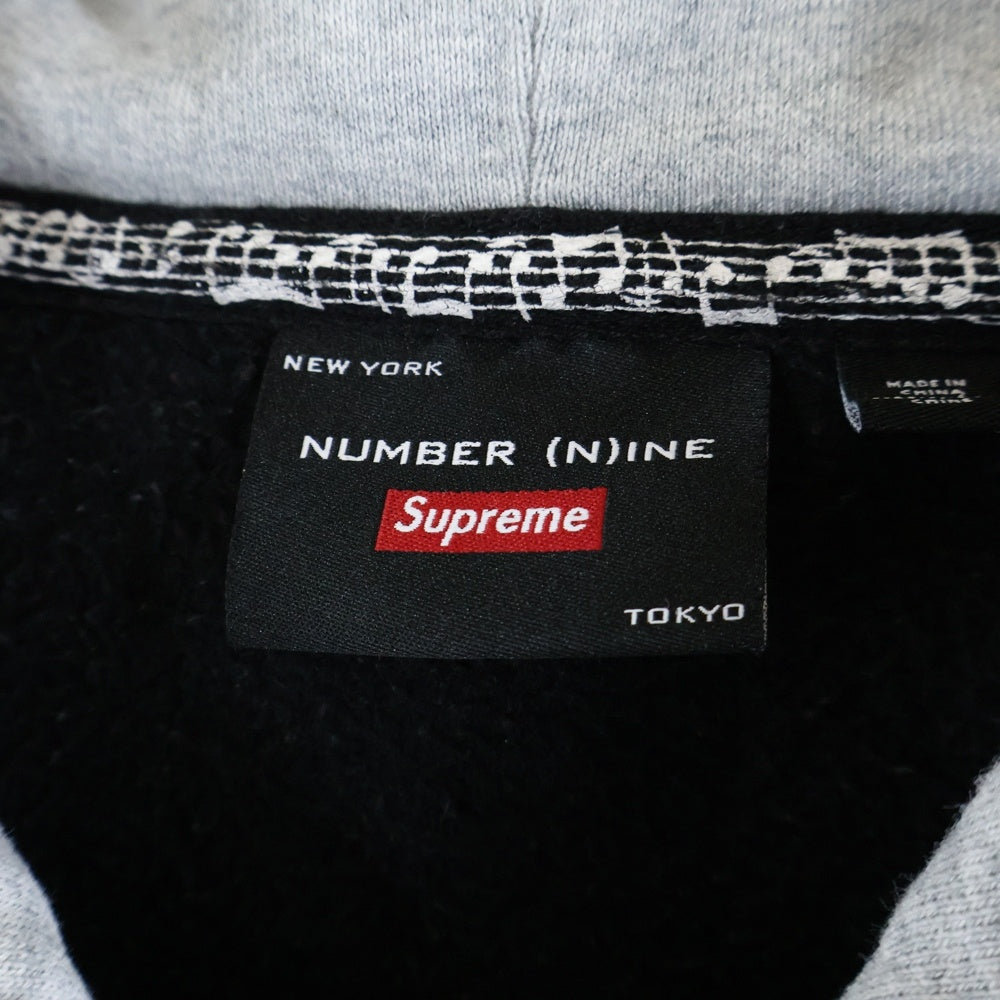 NEW YORK
NUMBER (N)INE
Supreme
TOKYO
MADE IN
CHINA